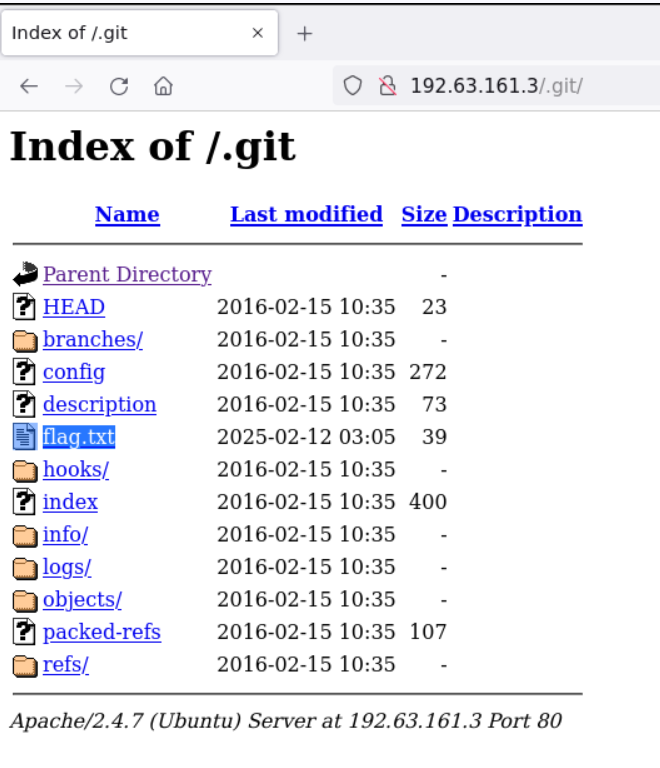 Index of /.git
192.63.161.3/.git/
Index of /.git
Name Last modified Size Description
Parent Directory -
HEAD 2016-02-15 10:35 23
branches/ 2016-02-15 10:35 -
config 2016-02-15 10:35 272
description 2016-02-15 10:35 73
flag.txt 2025-02-12 03:05 39
hooks/ 2016-02-15 10:35 -
index 2016-02-15 10:35 400
info/ 2016-02-15 10:35 -
logs/ 2016-02-15 10:35 -
objects/ 2016-02-15 10:35 -
packed-refs 2016-02-15 10:35 107
refs/ 2016-02-15 10:35 -
Apache/2.4.7 (Ubuntu) Server at 192.63.161.3 Port 80